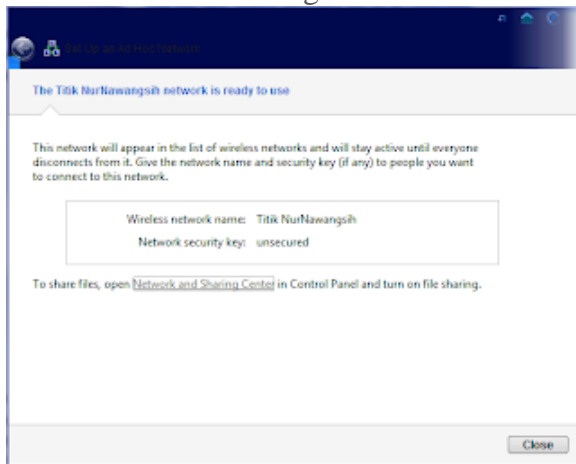 Set Up an Ad Hoc Network
The Titik NurNawangsih network is ready to use
This network will appear in the list of wireless networks and will stay active until everyone
disconnects from it. Give the network name and security key (if any) to people you want
to connect to this network.
Wireless network name: Titik NurNawangsih
Network security key: unsecured
To share files, open Network and Sharing Center in Control Panel and turn on file sharing.
Close